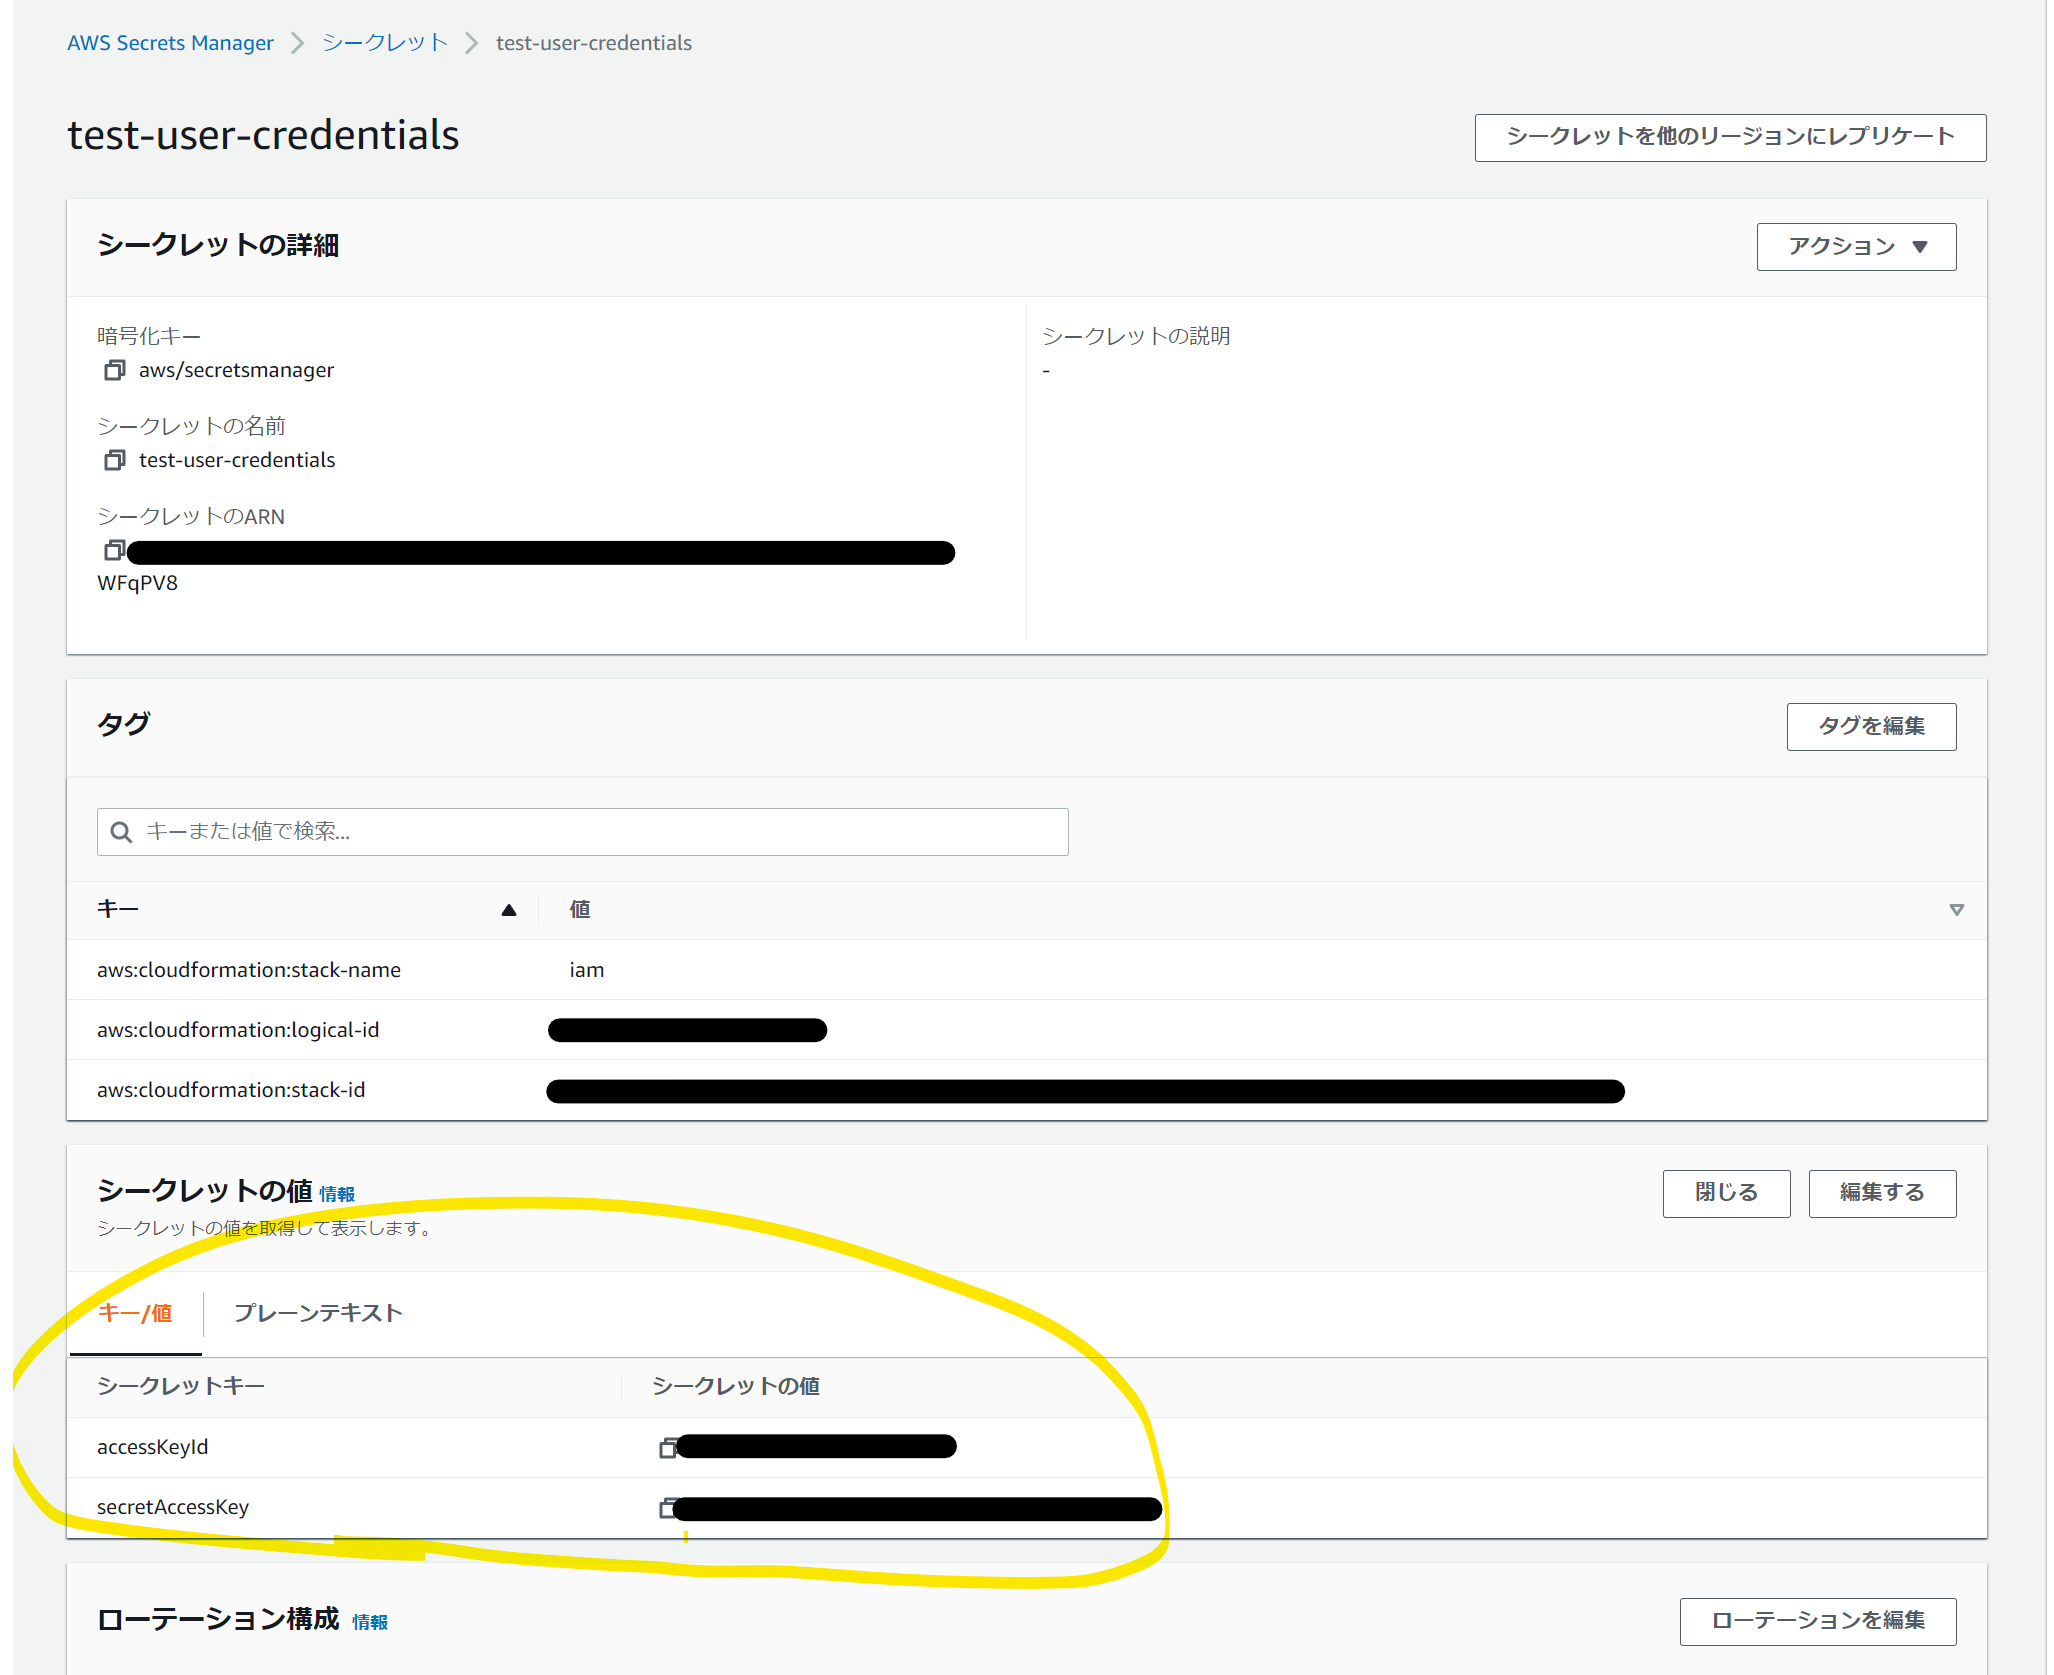 AWS Secrets Manager > シークレット > test-user-credentials
test-user-credentials
シークレットを他のリージョンにレプリケート
シークレットの詳細
アクション ▼
暗号化キー
aws/secretsmanager
シークレットの説明
-
シークレットの名前
test-user-credentials
シークレットのARN
WFqPV8
タグ
タグを編集
キーまたは値で検索...
キー 値
aws:cloudformation:stack-name iam
aws:cloudformation:logical-id
aws:cloudformation:stack-id
シークレットの値 情報
シークレットの値を取得して表示します。
閉じる 編集する
キー/値 プレーンテキスト
シークレットキー シークレットの値
accessKeyId
secretAccessKey
ローテーション構成 情報
ローテーションを編集